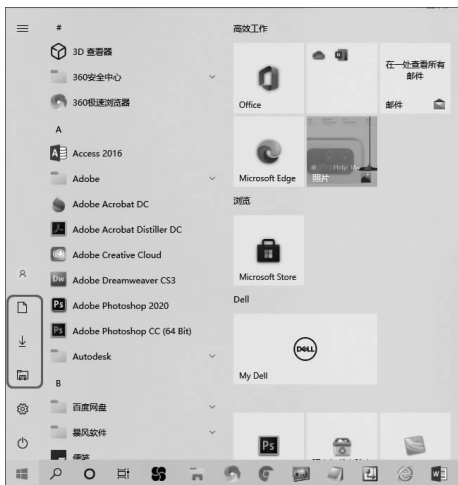 #
3D 查看器
360安全中心
360极速浏览器
A
Access 2016
Adobe
Adobe Acrobat DC
Adobe Acrobat Distiller DC
Adobe Creative Cloud
Adobe Dreamweaver CS3
Adobe Photoshop 2020
Adobe Photoshop CC (64 Bit)
Autodesk
B
百度网盘
暴风软件
便笺
高效工作
Office
在一处查看所有
邮件
邮件
Microsoft Edge
照片
浏览
Microsoft Store
Dell
DELL
My Dell
Ps